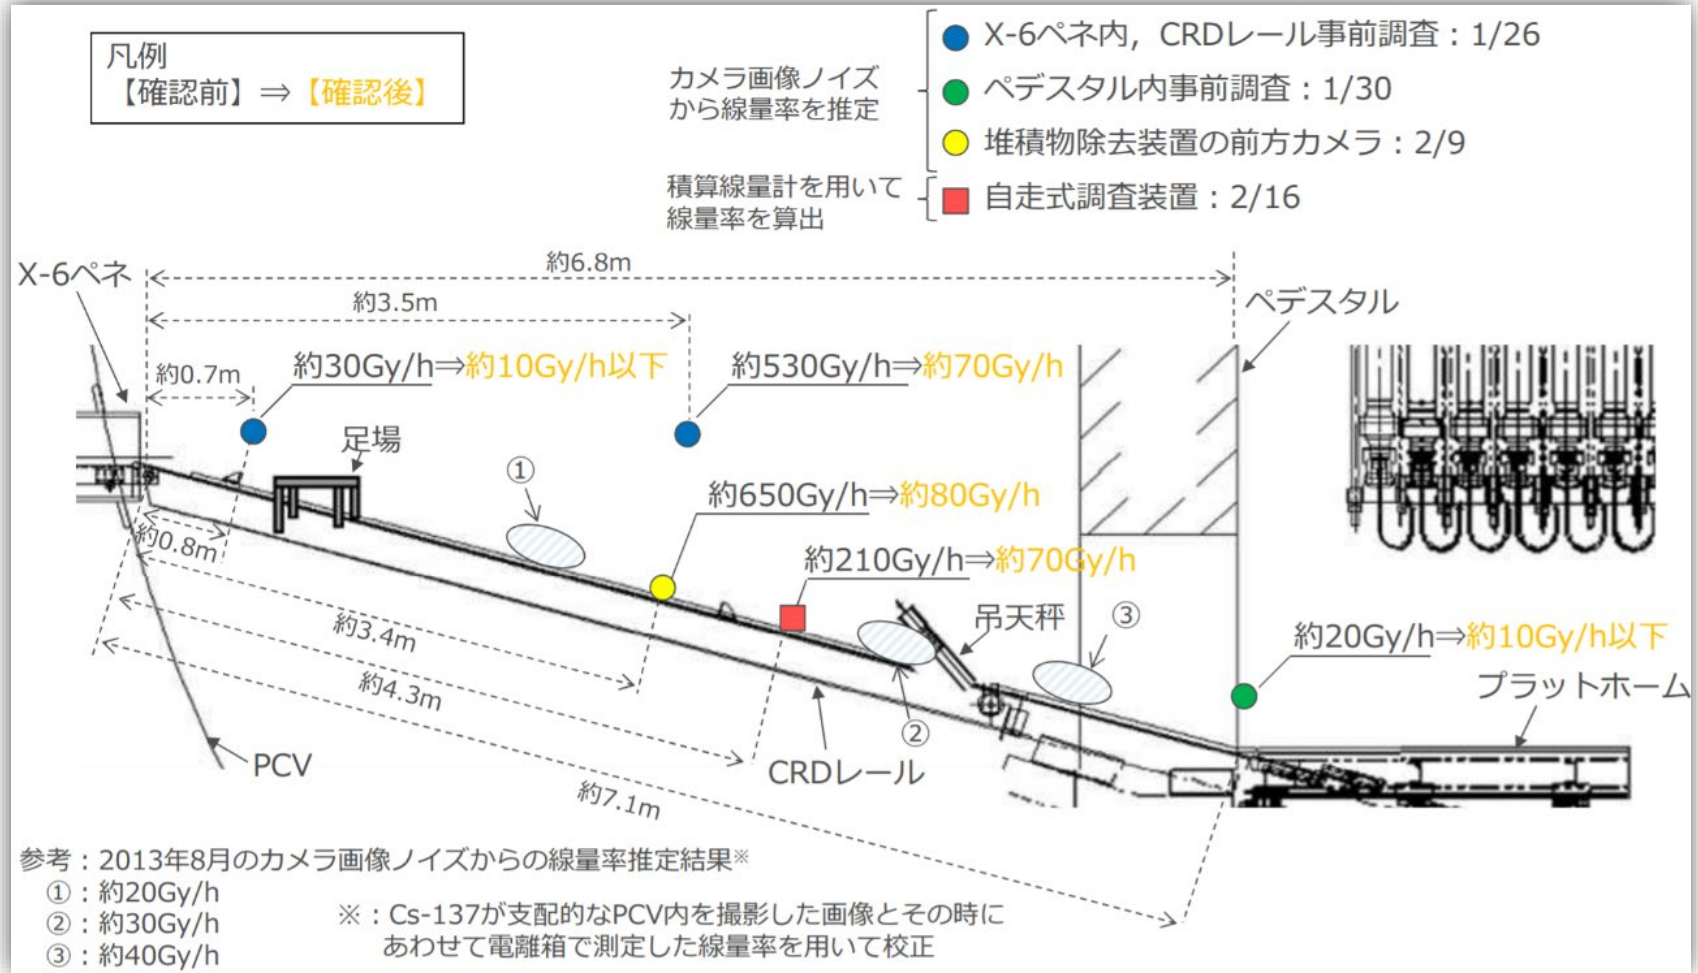 凡例
【確認前】⇒【確認後】
カメラ画像ノイズ
から線量率を推定
X-6ペネ内，CRDレール事前調査：1/26
ペデスタル内事前調査：1/30
堆積物除去装置の前方カメラ：2/9
積算線量計を用いて
線量率を算出
自走式調査装置：2/16
X-6ペネ
約6.8m
約3.5m
ペデスタル
約0.7m
約30Gy/h⇒約10Gy/h以下
約530Gy/h⇒約70Gy/h
足場
①
約650Gy/h⇒約80Gy/h
約0.8m
約210Gy/h⇒約70Gy/h
約3.4m
吊天秤
③
約20Gy/h⇒約10Gy/h以下
約4.3m
プラットホーム
②
PCV
CRDレール
約7.1m
参考：2013年8月のカメラ画像ノイズからの線量率推定結果※
①：約20Gy/h
②：約30Gy/h
③：約40Gy/h
※：Cs-137が支配的なPCV内を撮影した画像とその時に
あわせて電離箱で測定した線量率を用いて校正